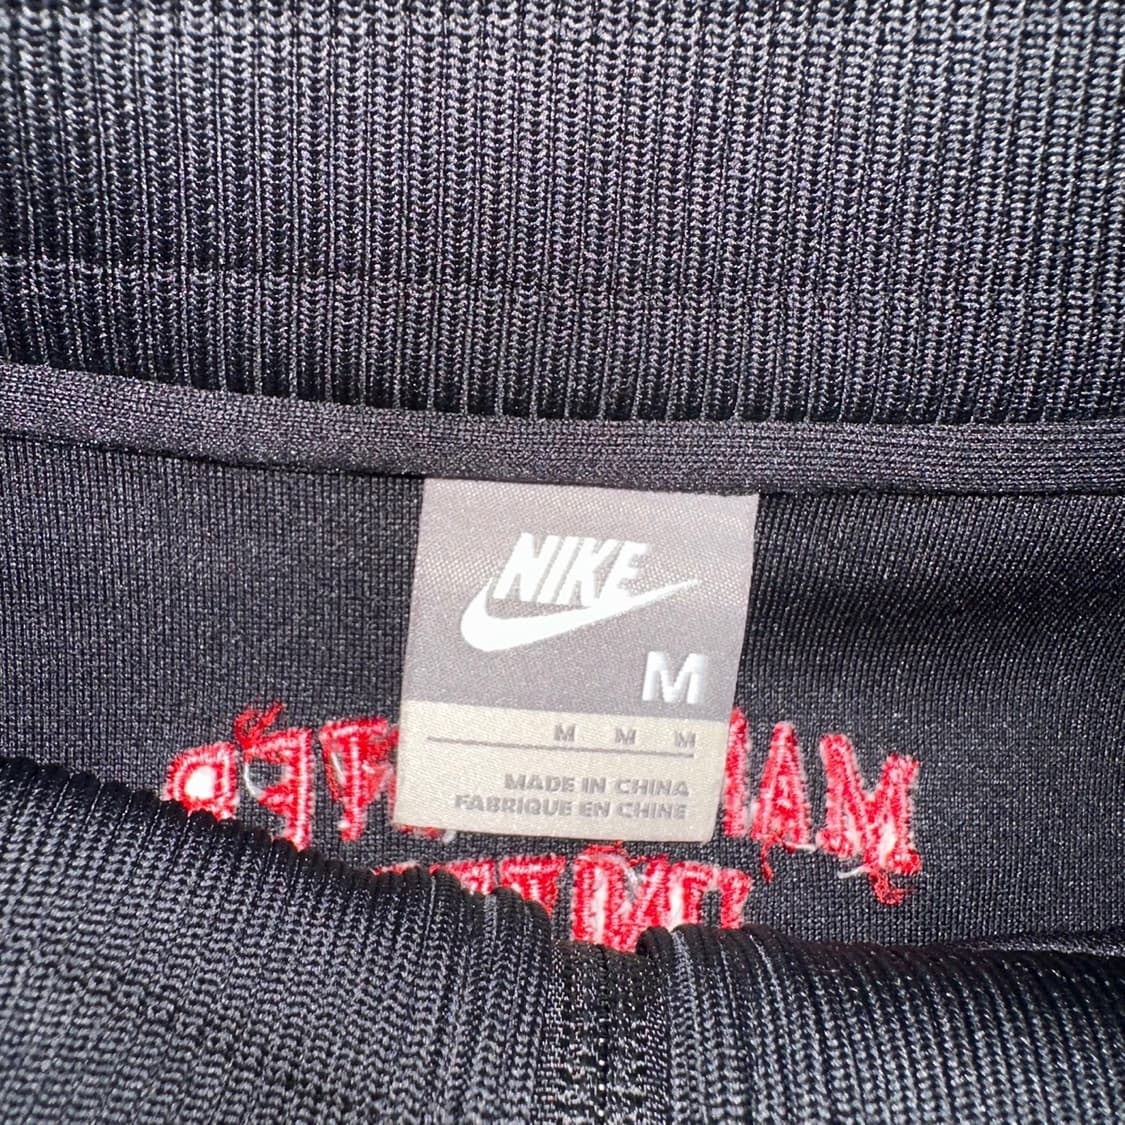 NIKE
M
M M M
MADE IN CHINA
FABRIQUE EN CHINE